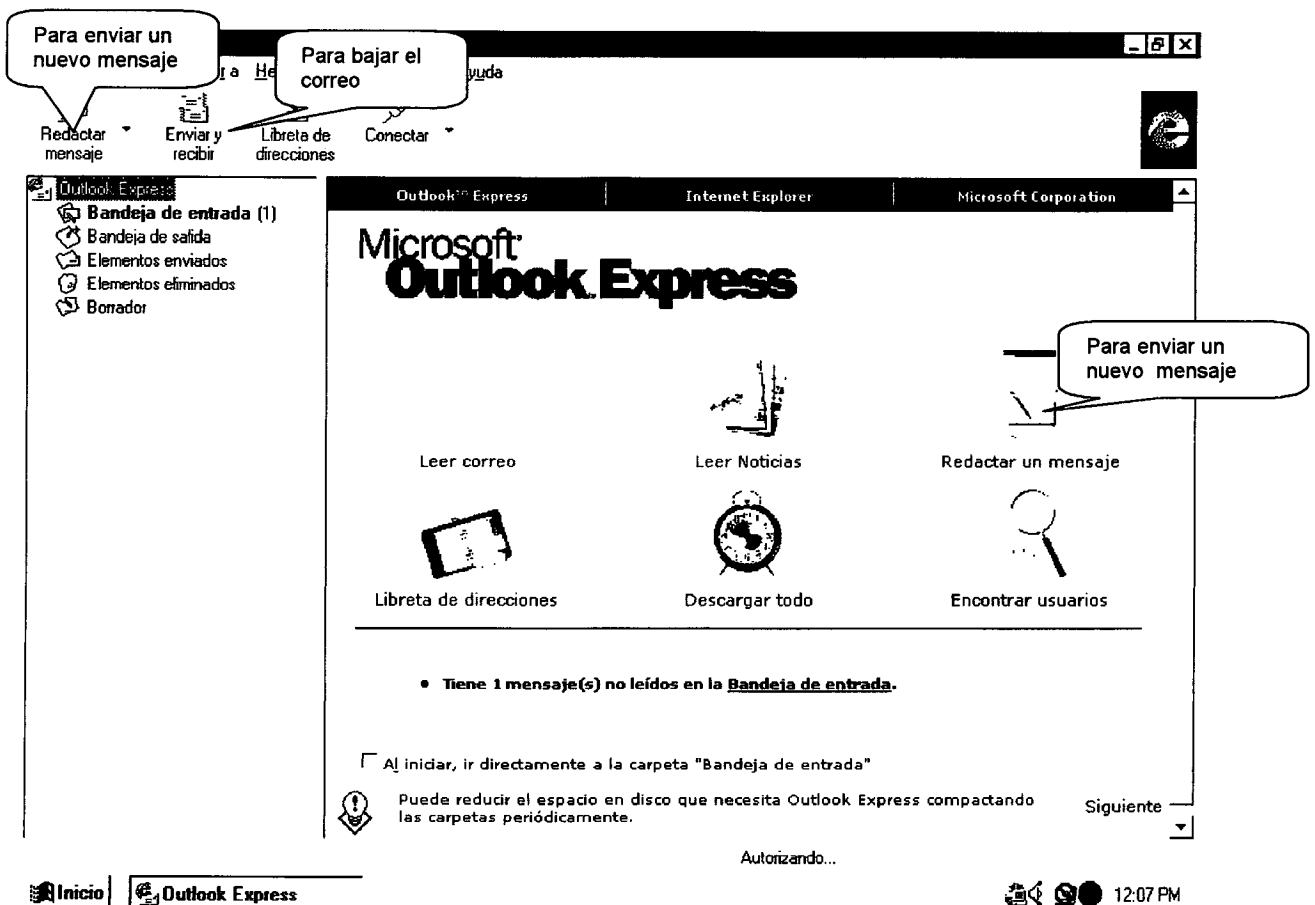 Para enviar un
nuevo mensaje
Para bajar el
correo
Redactar
mensaje
Enviar y
recibir
Libreta de
direcciones
Conectar
Outlook Express
Bandeja de entrada (1)
Bandeja de salida
Elementos enviados
Elementos eliminados
Borrador
Outlook™ Express
Internet Explorer
Microsoft Corporation
Microsoft
Outlook Express
Para enviar un
nuevo mensaje
Leer correo
Leer Noticias
Redactar un mensaje
Libreta de direcciones
Descargar todo
Encontrar usuarios
• Tiene 1 mensaje(s) no leídos en la Bandeja de entrada.
Al iniciar, ir directamente a la carpeta "Bandeja de entrada"
Puede reducir el espacio en disco que necesita Outlook Express compactando
las carpetas periódicamente.
Siguiente
Autorizando...
Inicio
Outlook Express
12:07 PM